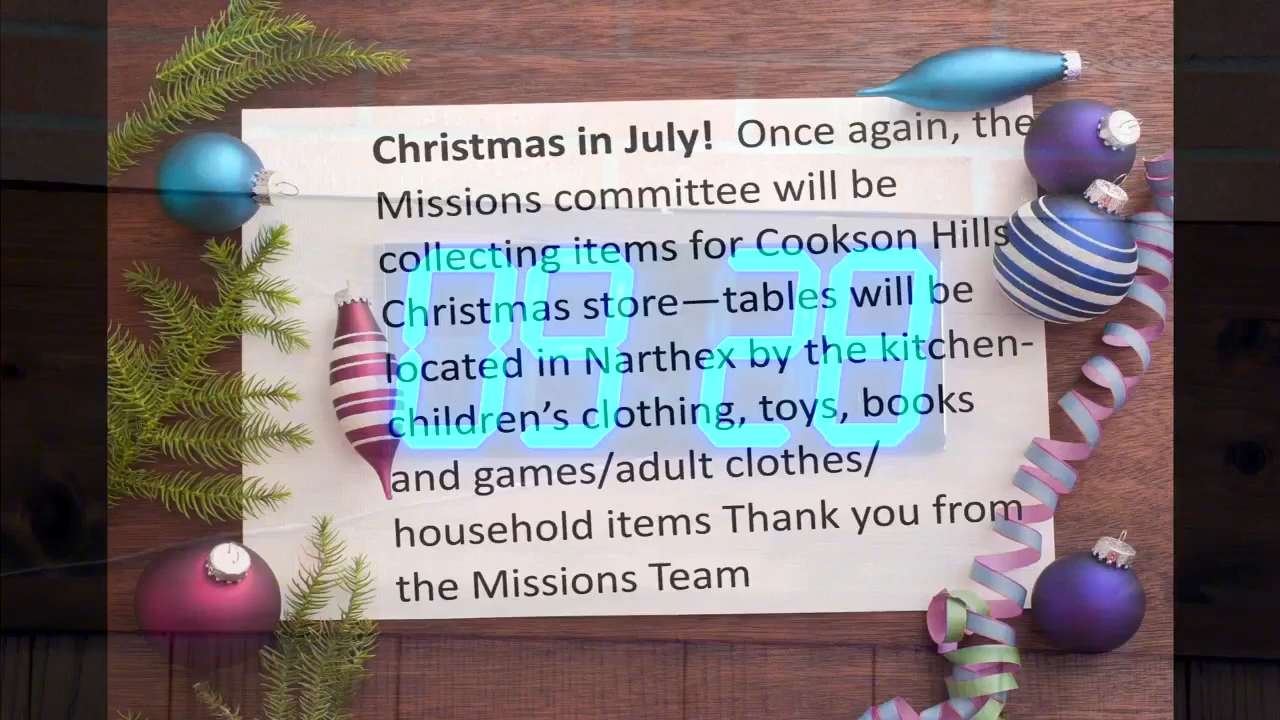 Christmas in July! Once again, the
Missions committee will be
collecting items for Cookson Hills
Christmas store—tables will be
located in Narthex by the kitchen-
children’s clothing, toys, books
and games/adult clothes/
household items Thank you from
the Missions Team
09 28